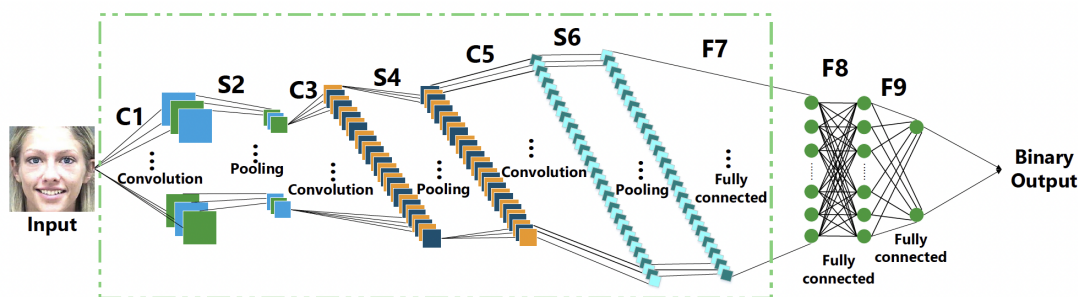 C1
S2
C3
S4
C5
S6
F7
F8
F9
Input
Convolution
Pooling
Convolution
Pooling
Convolution
Pooling
Fully
connected
Fully
connected
Fully
connected
Binary
Output